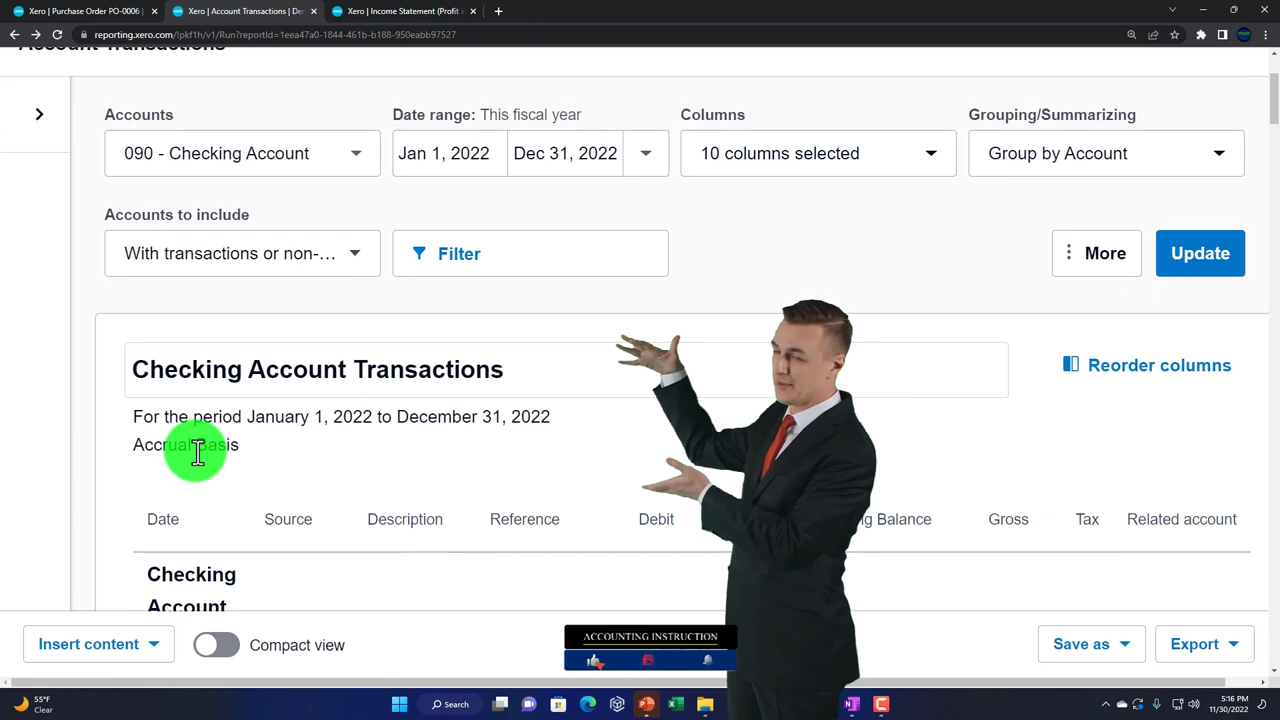 Xero | Purchase Order PO-0006 |
Xero | Account Transactions | De
Xero | Income Statement (Profit a
reporting.xero.com/!pkf1h/v1/Run?reportId=1eea47a0-1844-461b-b188-950eabb97527
Account Transactions
Accounts
Date range: This fiscal year
Columns
Grouping/Summarizing
090 - Checking Account
Jan 1, 2022
Dec 31, 2022
10 columns selected
Group by Account
Accounts to include
With transactions or non-...
Filter
More
Update
Checking Account Transactions
Reorder columns
For the period January 1, 2022 to December 31, 2022
Accrual Basis
Date Source Description Reference Debit Balance Gross Tax Related account
Checking
Account
Insert content
Compact view
ACCOUNTING INSTRUCTION
Save as
Export
55°F
Clear
Search
5:16 PM
11/30/2022